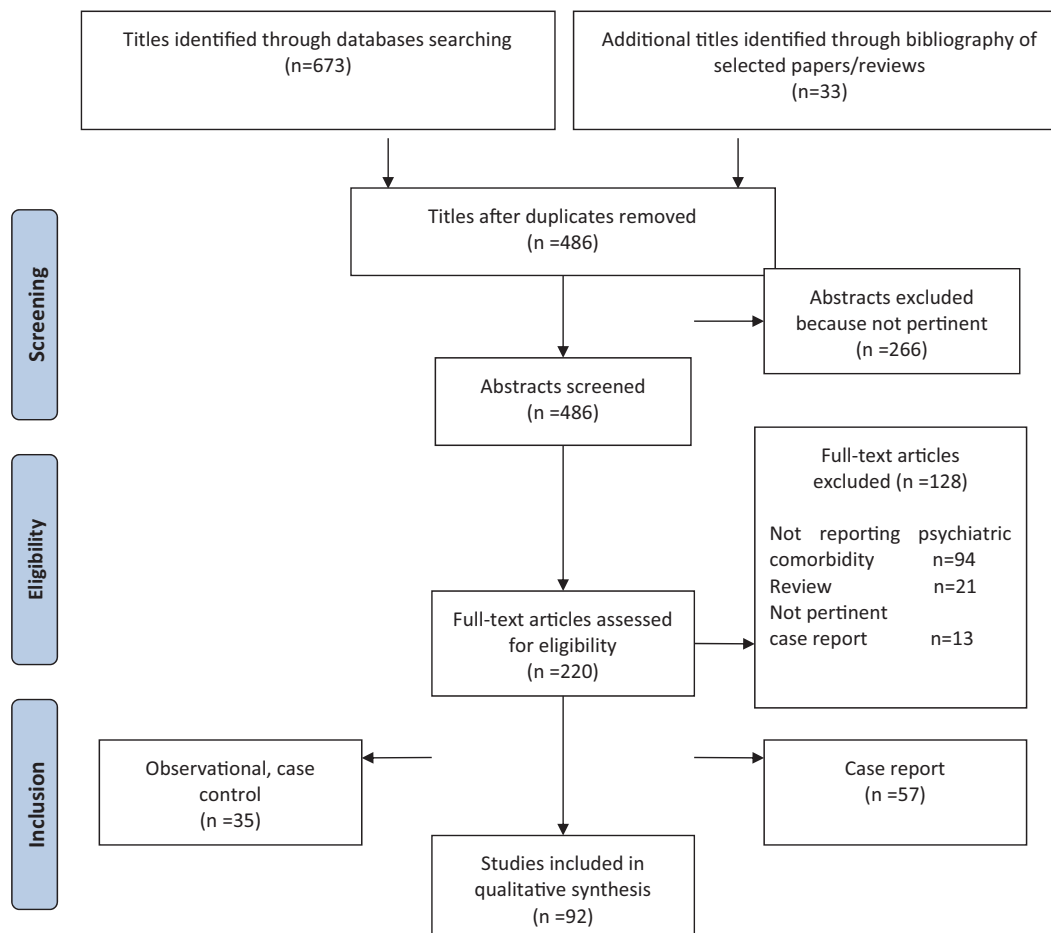 Titles identified through databases searching
(n=673)
Additional titles identified through bibliography of
selected papers/reviews
(n=33)
Screening
Titles after duplicates removed
(n =486)
Abstracts excluded
because not pertinent
(n =266)
Abstracts screened
(n =486)
Eligibility
Full-text articles
excluded (n =128)
Not reporting psychiatric
comorbidity n=94
Review n=21
Not pertinent
case report n=13
Full-text articles assessed
for eligibility
(n =220)
Inclusion
Observational, case
control
(n =35)
Case report
(n =57)
Studies included in
qualitative synthesis
(n =92)